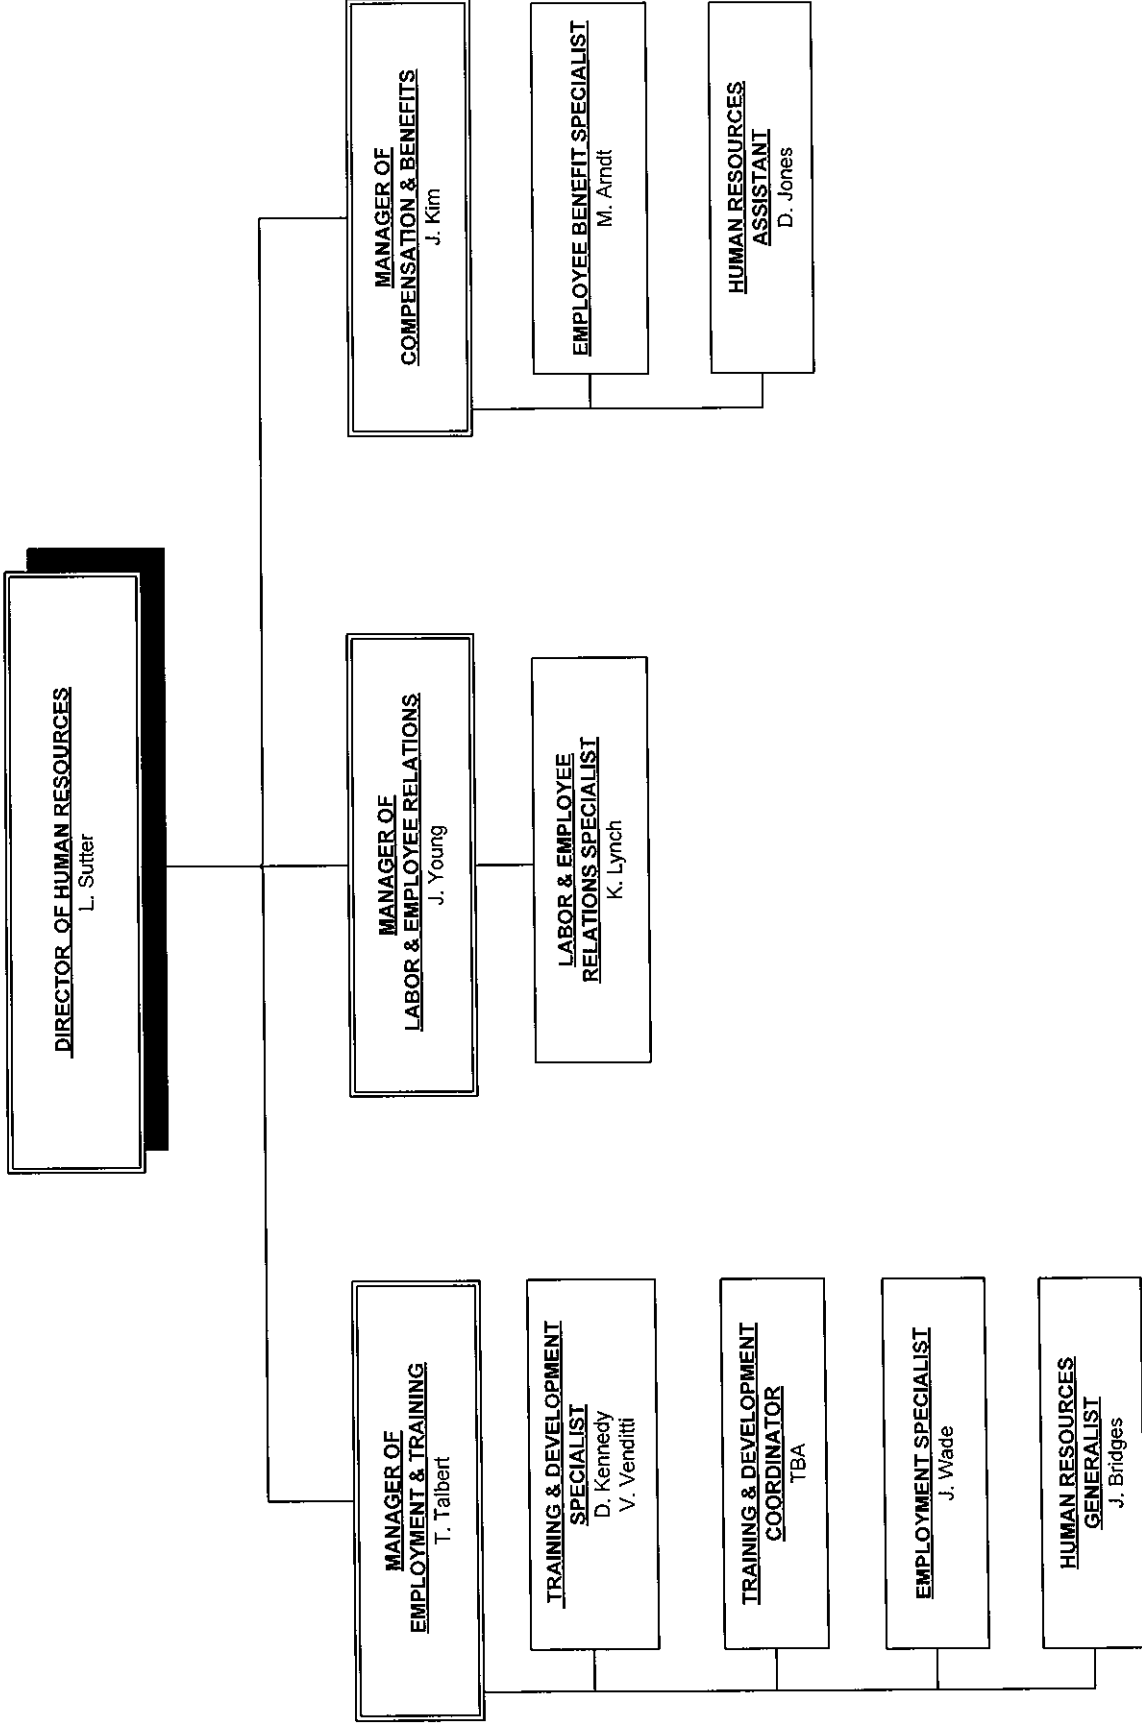 DIRECTOR OF HUMAN RESOURCES
L. Sutter
MANAGER OF
EMPLOYMENT & TRAINING
T. Talbert
TRAINING & DEVELOPMENT
SPECIALIST
D. Kennedy
V. Venditti
TRAINING & DEVELOPMENT
COORDINATOR
TBA
EMPLOYMENT SPECIALIST
J. Wade
HUMAN RESOURCES
GENERALIST
J. Bridges
MANAGER OF
LABOR & EMPLOYEE RELATIONS
J. Young
LABOR & EMPLOYEE
RELATIONS SPECIALIST
K. Lynch
MANAGER OF
COMPENSATION & BENEFITS
J. Kim
EMPLOYEE BENEFIT SPECIALIST
M. Arndt
HUMAN RESOURCES
ASSISTANT
D. Jones